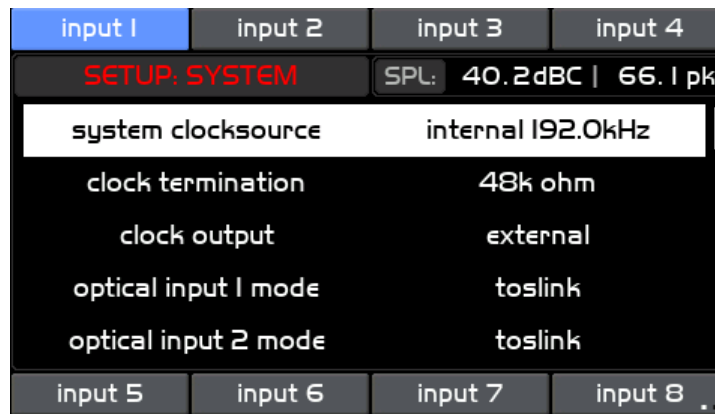 input 1 input 2 input 3 input 4
SETUP: SYSTEM SPL: 40.2dBC | 66.1 pk
system clocksource internal 192.0kHz
clock termination 48k ohm
clock output external
optical input 1 mode toslink
optical input 2 mode toslink
input 5 input 6 input 7 input 8